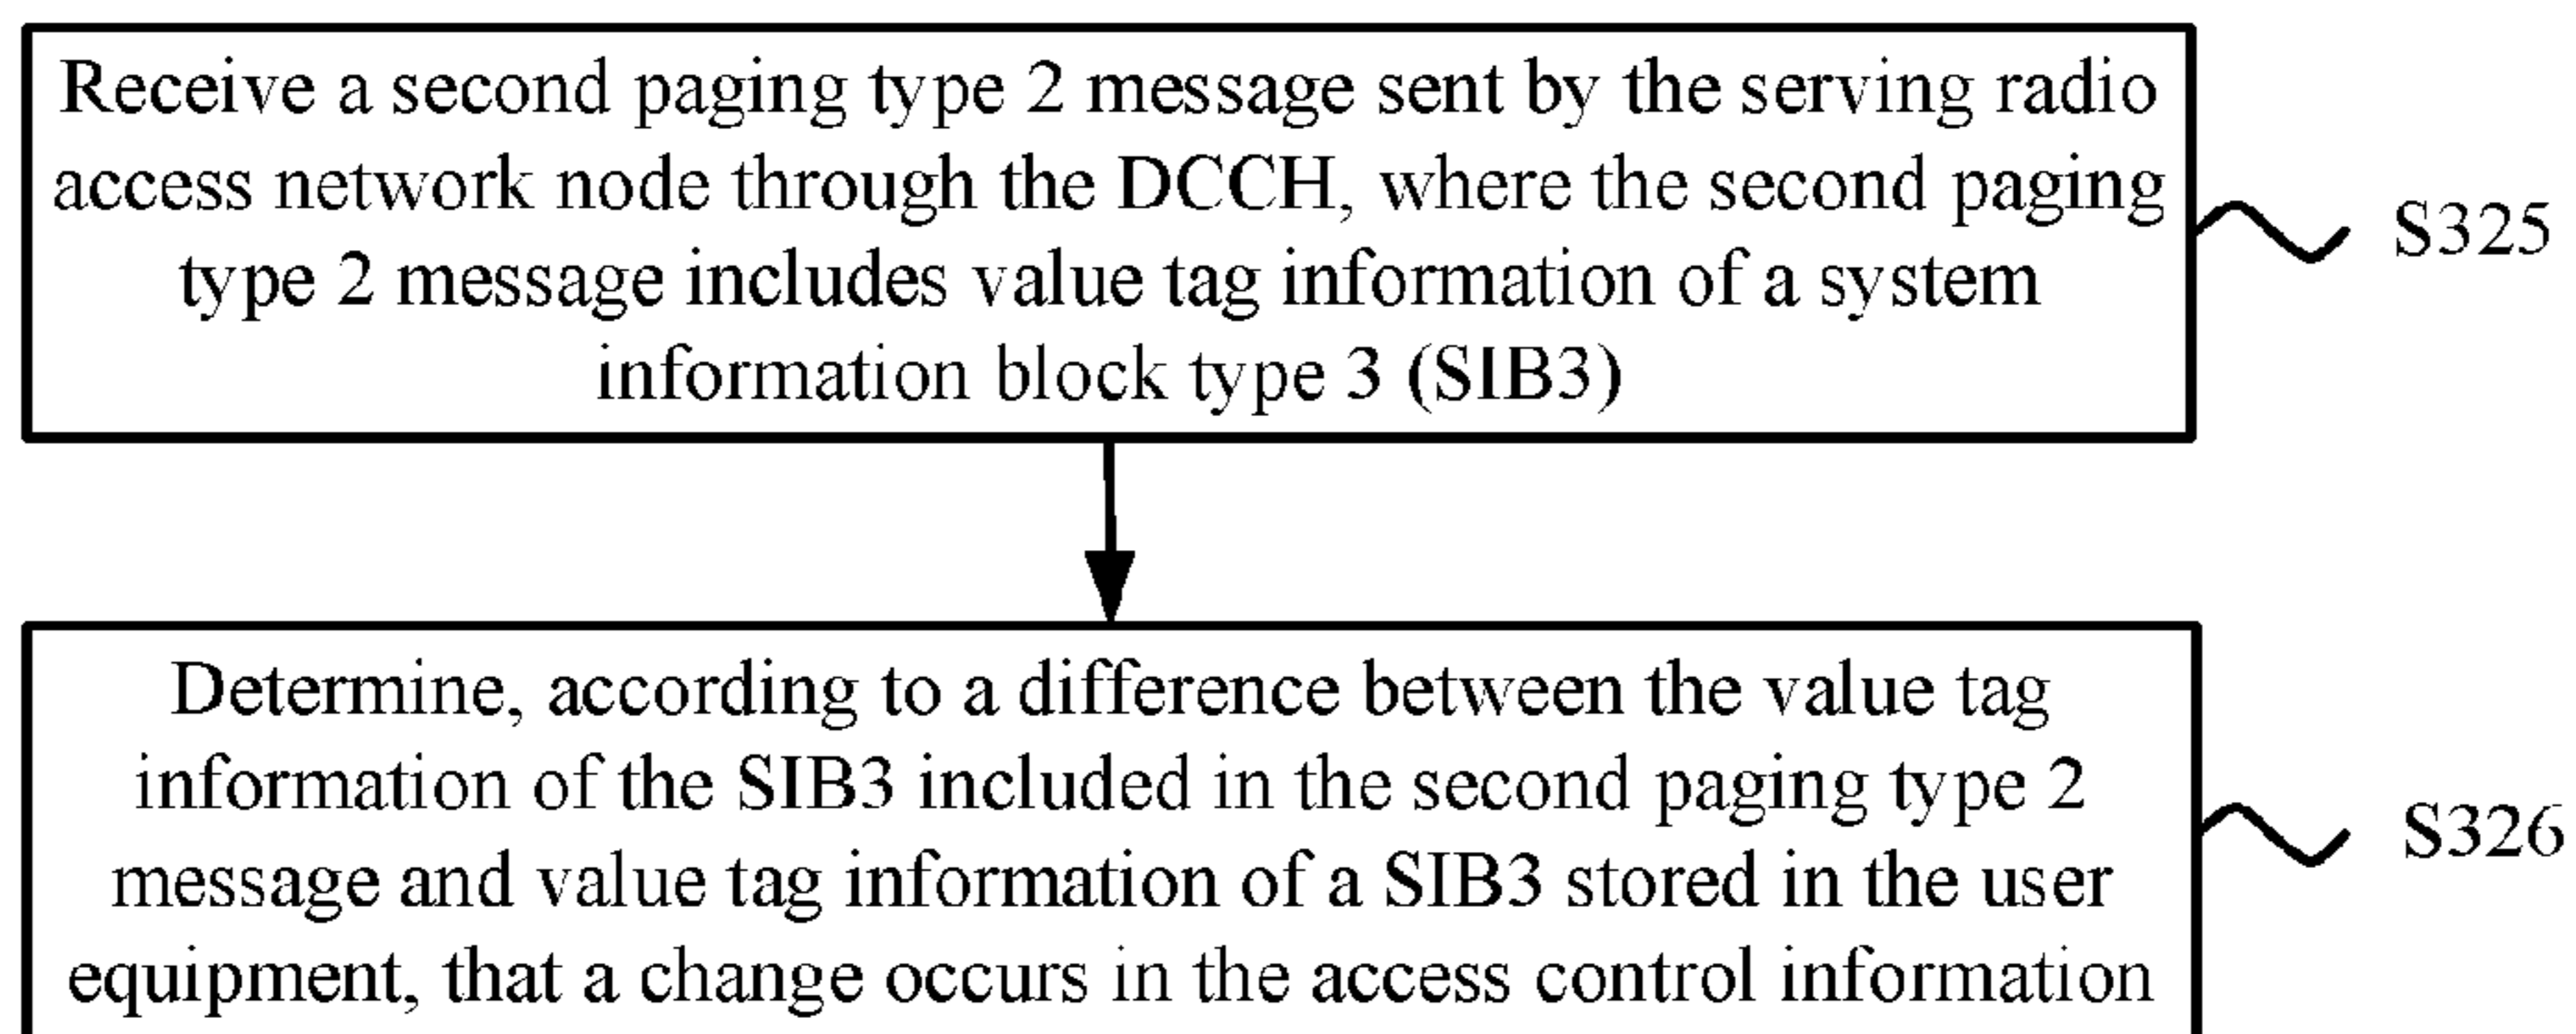 Receive a second paging type 2 message sent by the serving radio
access network node through the DCCH, where the second paging
type 2 message includes value tag information of a system
information block type 3 (SIB3)
S325
Determine, according to a difference between the value tag
information of the SIB3 included in the second paging type 2
message and value tag information of a SIB3 stored in the user
equipment, that a change occurs in the access control information
S326